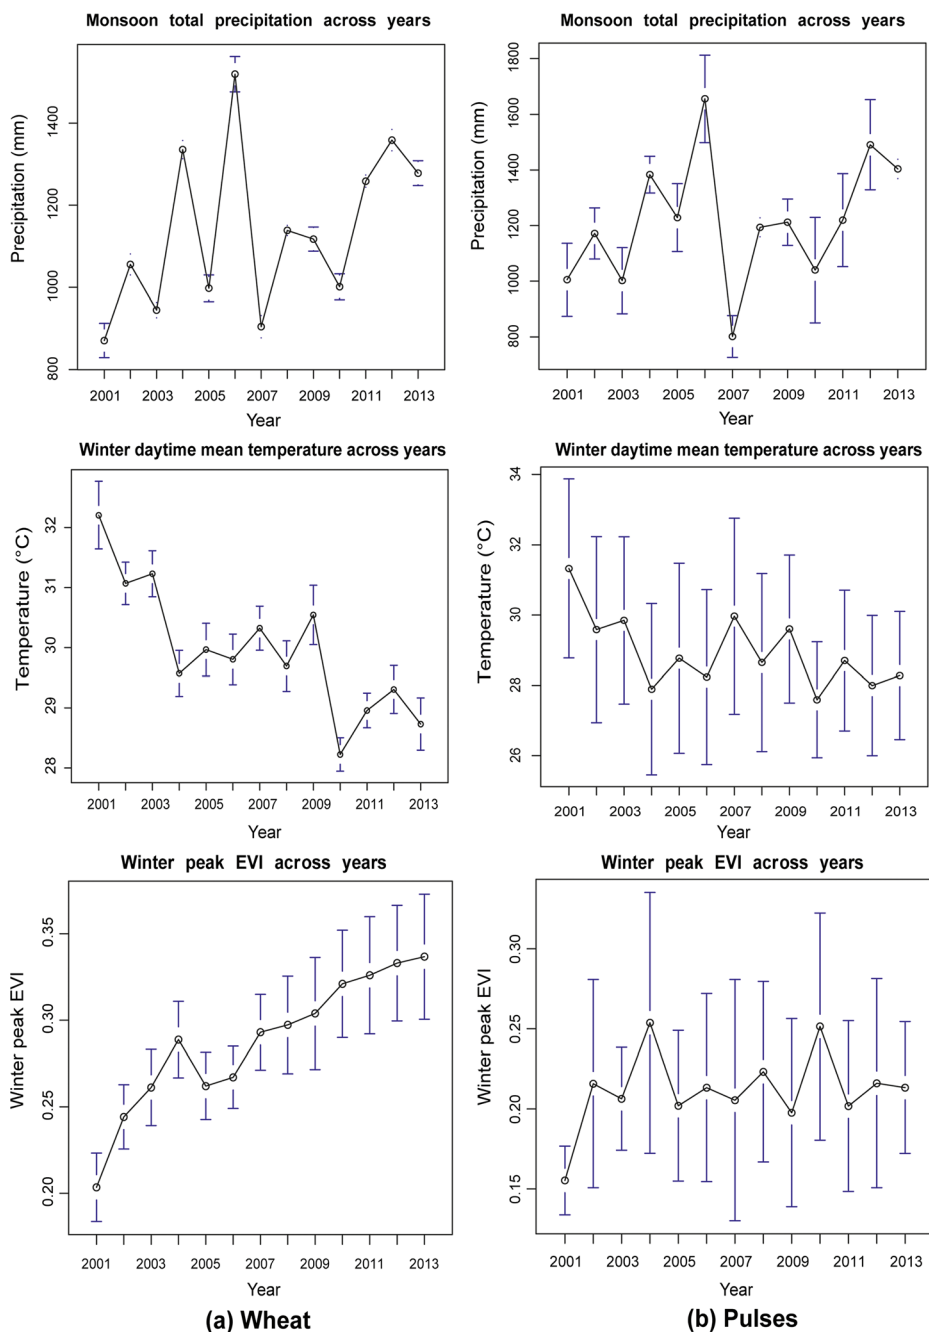 Monsoon total precipitation across years
Precipitation (mm)
1400
1200
1000
800
2001 2003 2005 2007 2009 2011 2013
Year
Monsoon total precipitation across years
Precipitation (mm)
1800
1600
1400
1200
1000
800
2001 2003 2005 2007 2009 2011 2013
Year
Winter daytime mean temperature across years
Temperature (°C)
32
31
30
29
28
2001 2003 2005 2007 2009 2011 2013
Year
Winter daytime mean temperature across years
Temperature (°C)
34
32
30
28
26
2001 2003 2005 2007 2009 2011 2013
Year
Winter peak EVI across years
Winter peak EVI
0.35
0.30
0.25
0.20
2001 2003 2005 2007 2009 2011 2013
Year
(a) Wheat
Winter peak EVI across years
Winter peak EVI
0.30
0.25
0.20
0.15
2001 2003 2005 2007 2009 2011 2013
Year
(b) Pulses